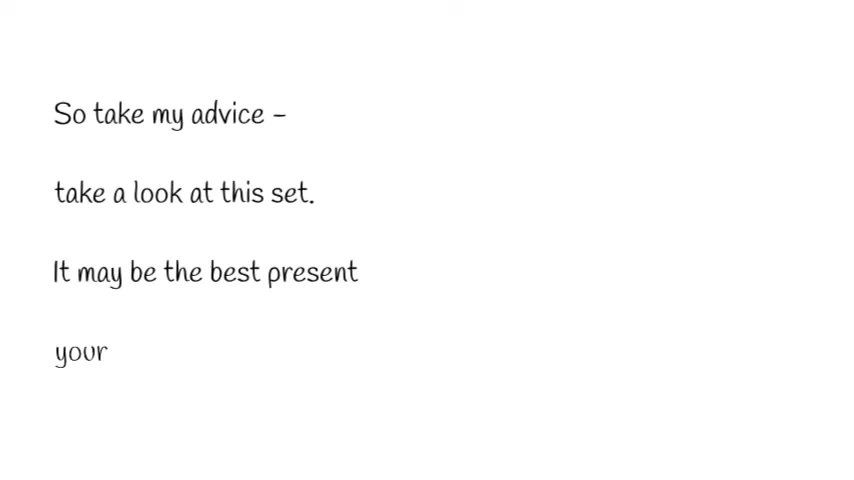 So take my advice -
take a look at this set.
It may be the best present
your